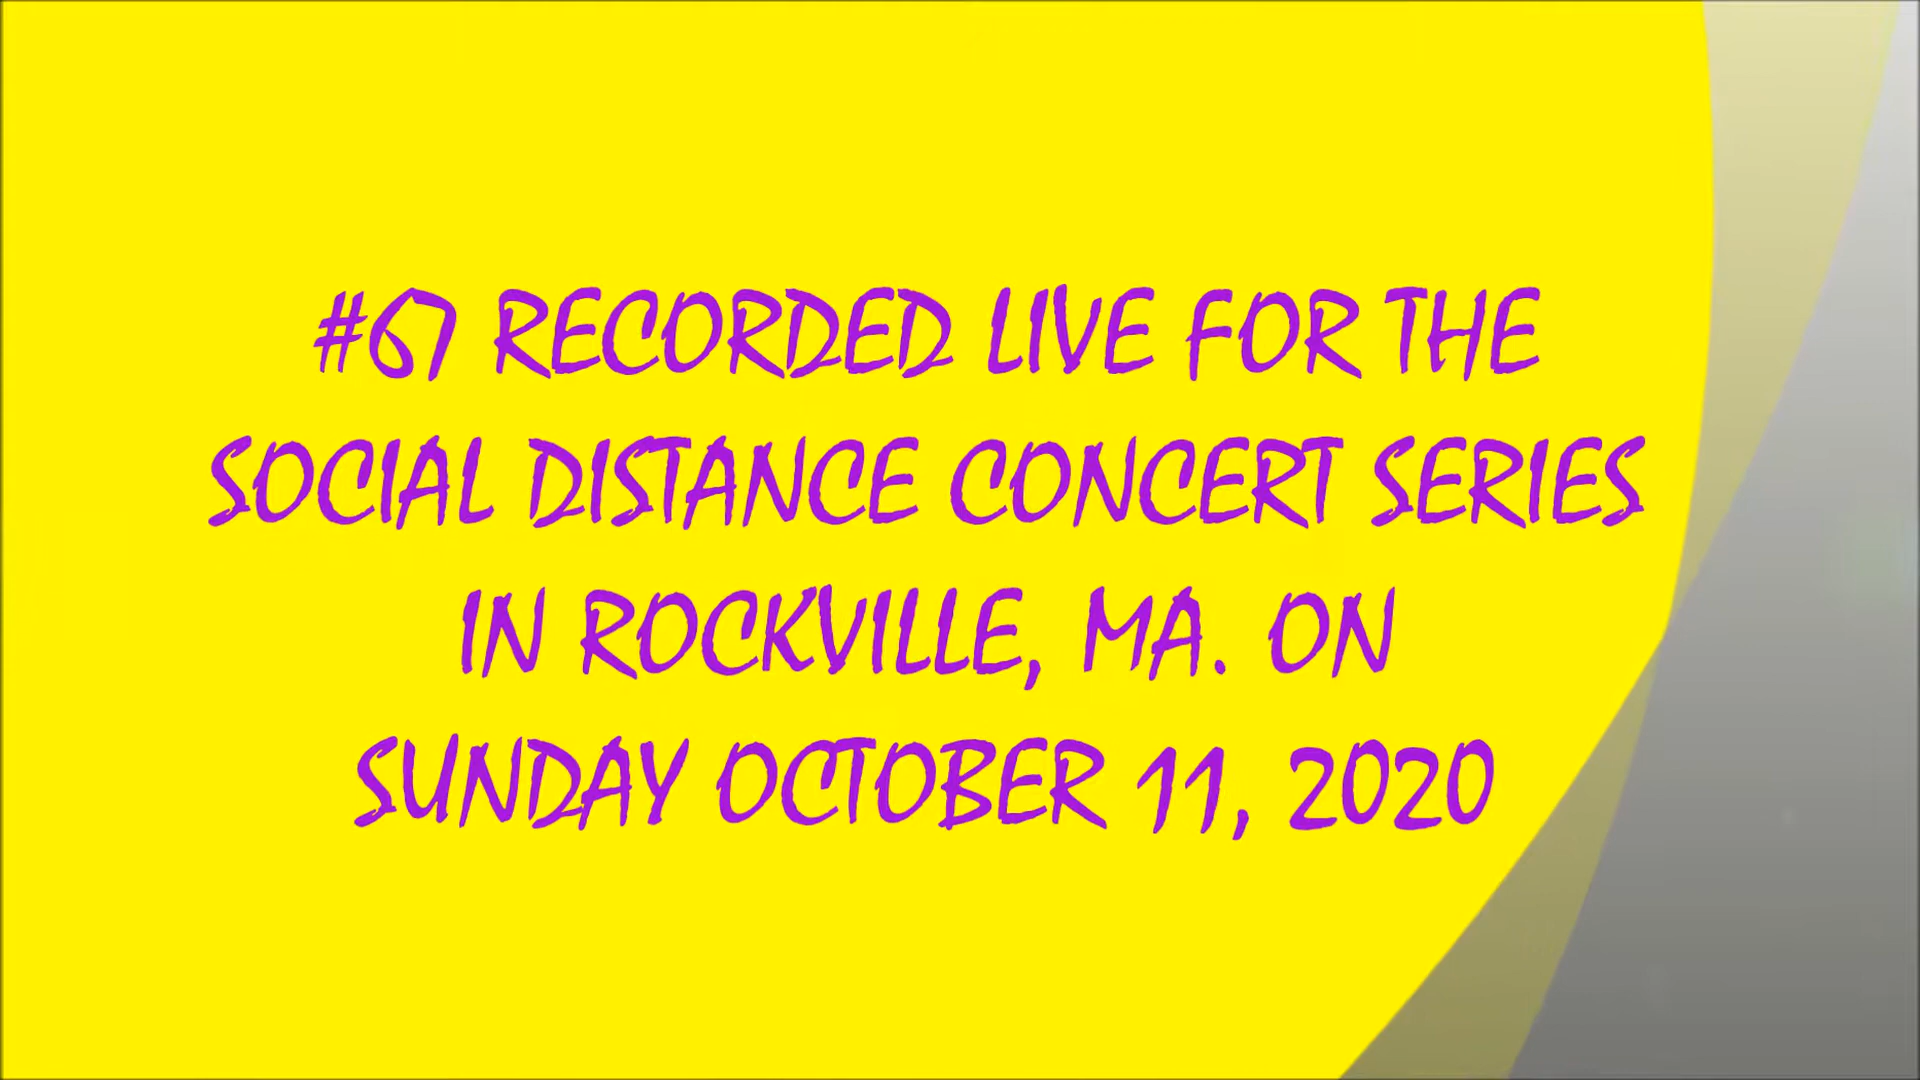 #67 RECORDED LIVE FOR THE
SOCIAL DISTANCE CONCERT SERIES
IN ROCKVILLE, MA. ON
SUNDAY OCTOBER 11, 2020